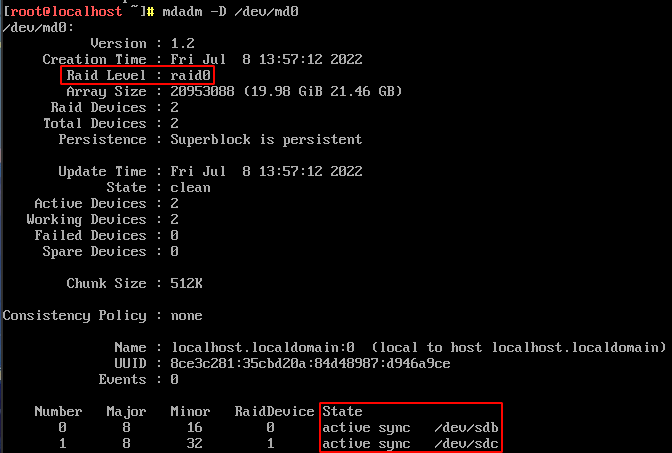 [root@localhost ~]# mdadm -D /dev/md0
/dev/md0:
Version : 1.2
Creation Time : Fri Jul  8 13:57:12 2022
Raid Level : raid0
Array Size : 20953088 (19.98 GiB 21.46 GB)
Raid Devices : 2
Total Devices : 2
Persistence : Superblock is persistent
Update Time : Fri Jul  8 13:57:12 2022
State : clean
Active Devices : 2
Working Devices : 2
Failed Devices : 0
Spare Devices : 0
Chunk Size : 512K
Consistency Policy : none
Name : localhost.localdomain:0  (local to host localhost.localdomain)
UUID : 8ce3c281:35cbd20a:84d48987:d946a9ce
Events : 0
Number   Major   Minor   RaidDevice State
0       8       16        0      active sync   /dev/sdb
1       8       32        1      active sync   /dev/sdc